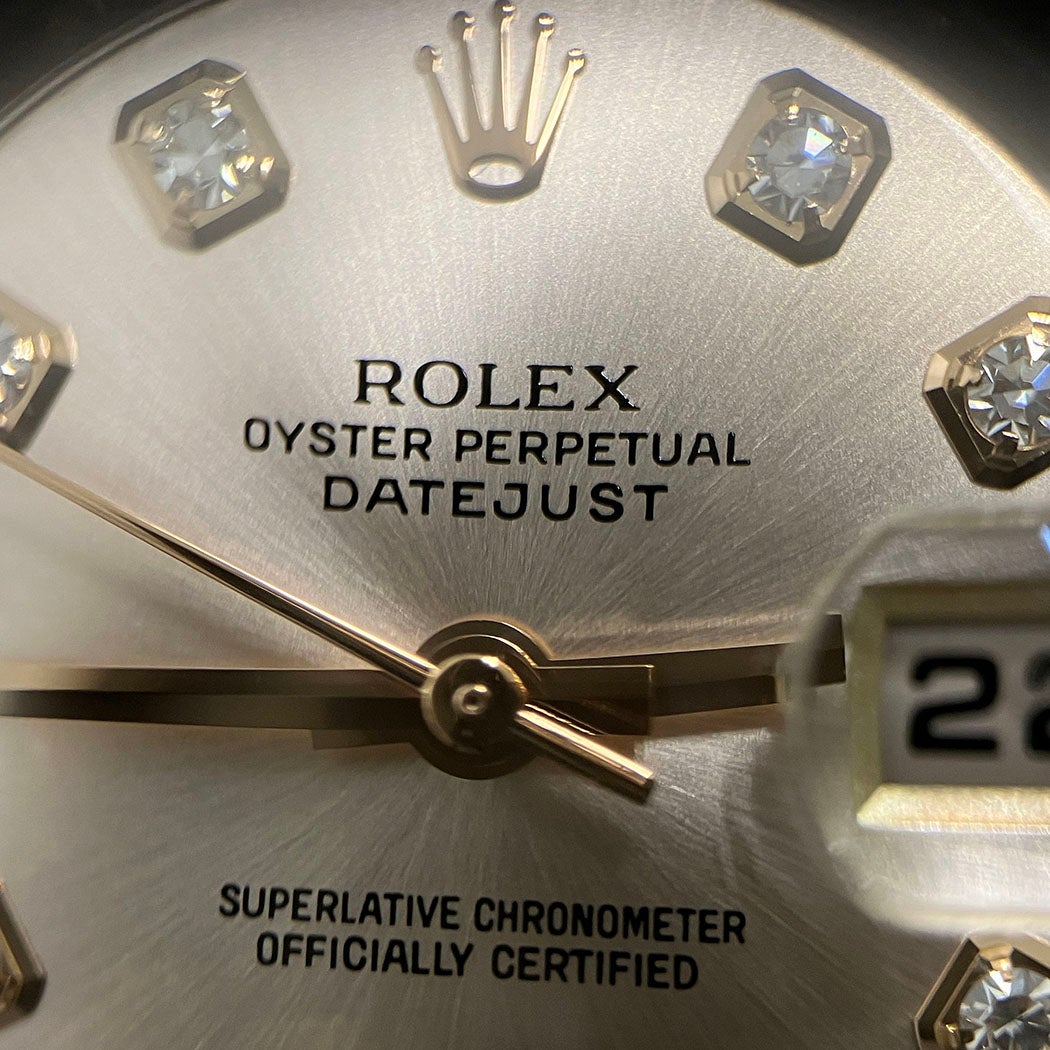 ROLEX
OYSTER PERPETUAL
DATEJUST
22
SUPERLATIVE CHRONOMETER
OFFICIALLY CERTIFIED